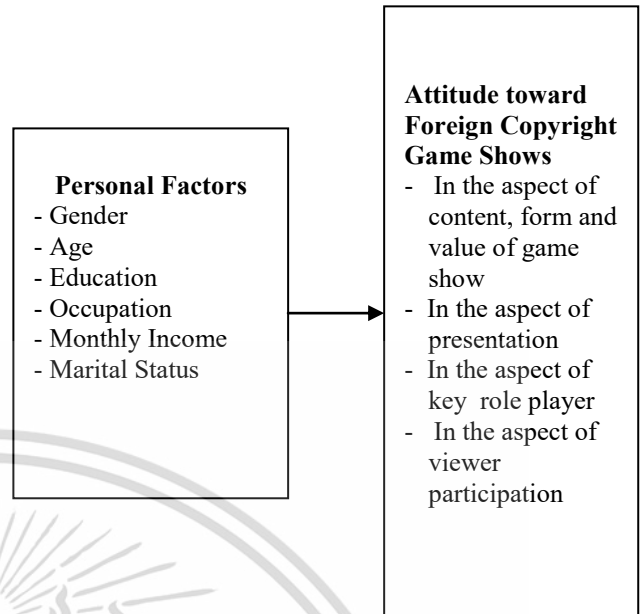 Personal Factors
- Gender
- Age
- Education
- Occupation
- Monthly Income
- Marital Status
Attitude toward
Foreign Copyright
Game Shows
- In the aspect of
content, form and
value of game
show
- In the aspect of
presentation
- In the aspect of
key role player
- In the aspect of
viewer
participation